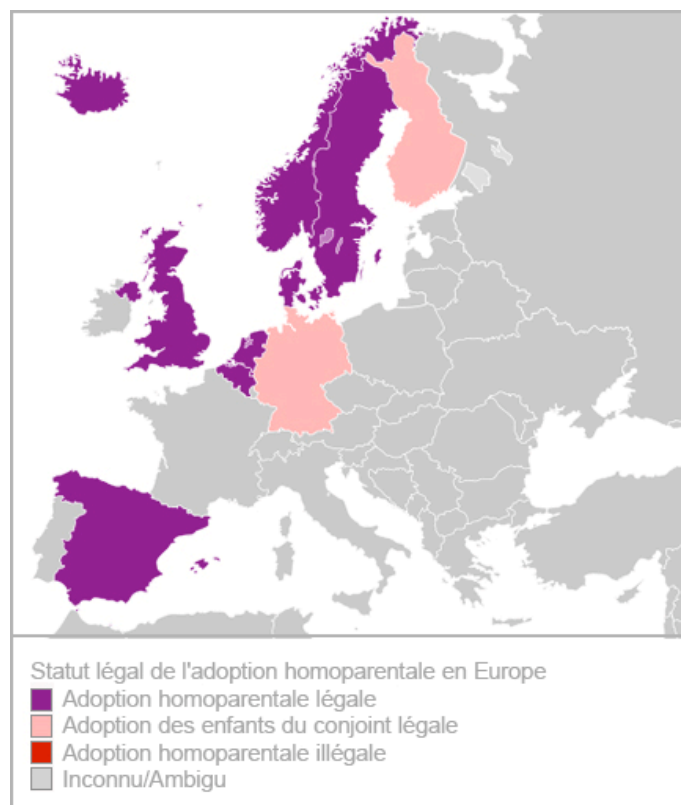 Statut légal de l'adoption homoparentale en Europe
Adoption homoparentale légale
Adoption des enfants du conjoint légale
Adoption homoparentale illégale
Inconnu/Ambigu